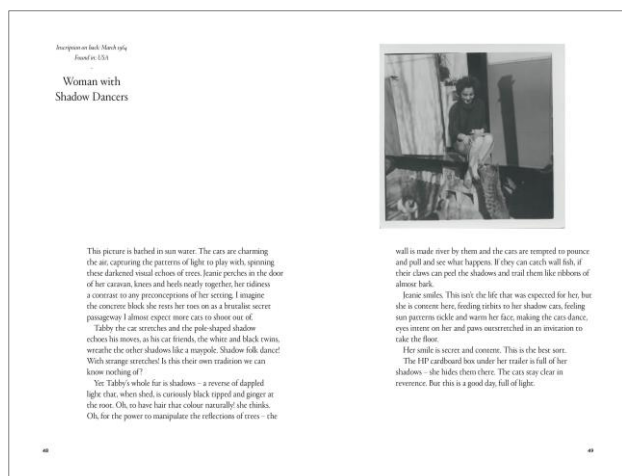 Inscription on back: March 1964
Found in: USA
-
Woman with
Shadow Dancers
This picture is bathed in sun water. The cats are charming
the air, capturing the patterns of light to play with, spinning
these darkened visual echoes of trees. Jeanie perches in the door
of her caravan, knees and heels neatly together, her tidiness
a contrast to any preconceptions of her setting. I imagine
the concrete block she rests her toes on as a brutalist secret
passageway I almost expect more cats to shoot out of.
Tabby the cat stretches and the pole-shaped shadow
echoes his moves, as his cat friends, the white and black twins,
wreathe the other shadows like a maypole. Shadow folk dance!
With strange stretches! Is this their own tradition we can
know nothing of?
Yet Tabby's whole fur is shadows – a reverse of dappled
light that, when shed, is curiously black tipped and ginger at
the root. Oh, to have hair that colour naturally! she thinks.
Oh, for the power to manipulate the reflections of trees – the
48
wall is made river by them and the cats are tempted to pounce
and pull and see what happens. If they can catch wall fish, if
their claws can peel the shadows and trail them like ribbons of
almost bark.
Jeanie smiles. This isn't the life that was expected for her, but
she is content here, feeding titbits to her shadow cats, feeling
sun patterns tickle and warm her face, making the cats dance,
eyes intent on her and paws outstretched in an invitation to
take the floor.
Her smile is secret and content. This is the best sort.
The HP cardboard box under her trailer is full of her
shadows – she hides them there. The cats stay clear in
reverence. But this is a good day, full of light.
49